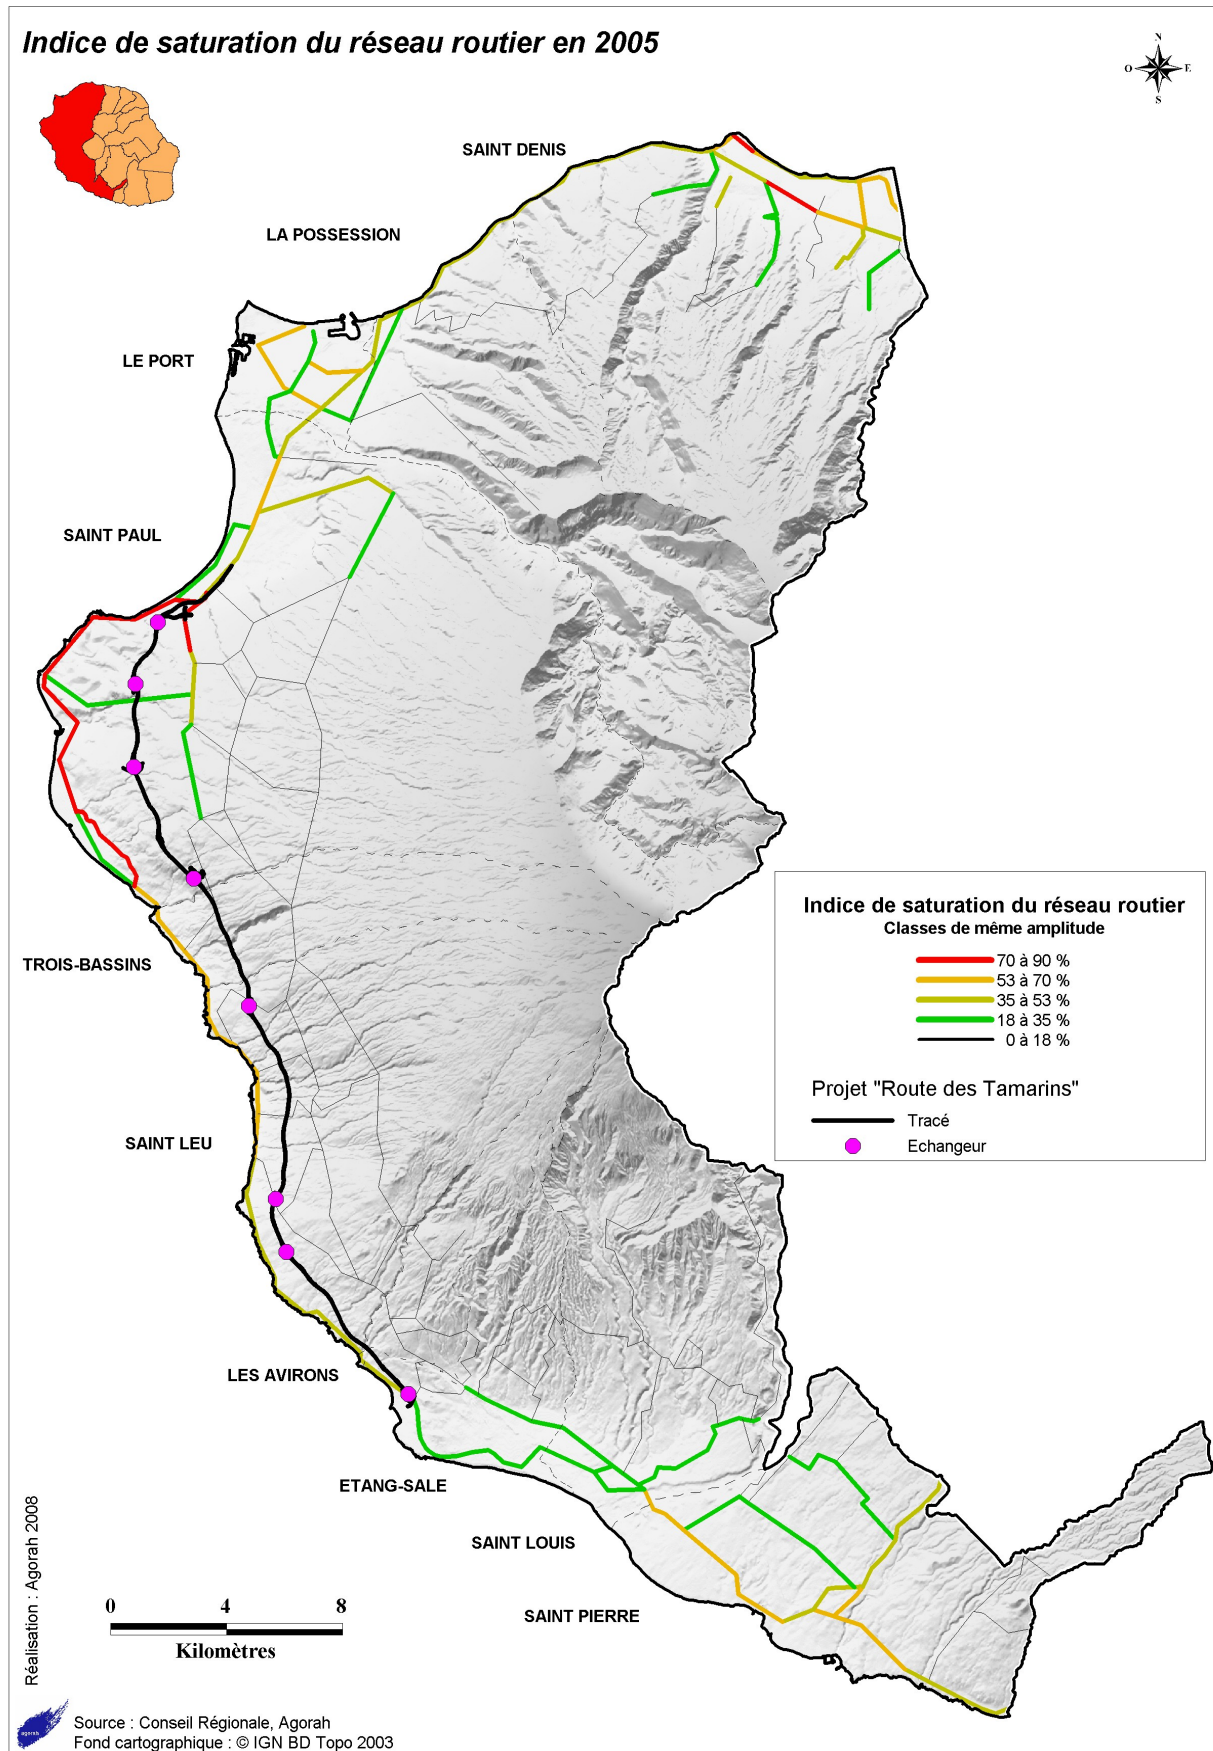 Indice de saturation du réseau routier en 2005
N
O E
S
SAINT DENIS
LA POSSESSION
LE PORT
SAINT PAUL
TROIS-BASSINS
SAINT LEU
LES AVIRONS
ETANG-SALE
SAINT LOUIS
SAINT PIERRE
Indice de saturation du réseau routier
Classes de même amplitude
70 à 90 %
53 à 70 %
35 à 53 %
18 à 35 %
0 à 18 %
Projet "Route des Tamarins"
Tracé
Echangeur
0 4 8
Kilomètres
Réalisation : Agorah 2008
agorah
Source : Conseil Régionale, Agorah
Fond cartographique : © IGN BD Topo 2003